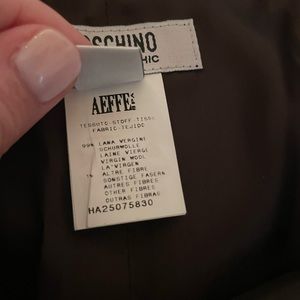 OSCHINO
HIC
AEFFE
TESSUTO-STOFF-TISSU
FABRIC-TEJIDO
99% LANA VERGINE
SCHURWOLLE
LAINE VIERGE
VIRGIN WOOL
LA'VIRGEN
1% ALTRE FIBRE
SONSTIGE FASERN
AUTRES FIBRES
OTHER FIBRES
OUTRAS FIBRAS
HA25075830